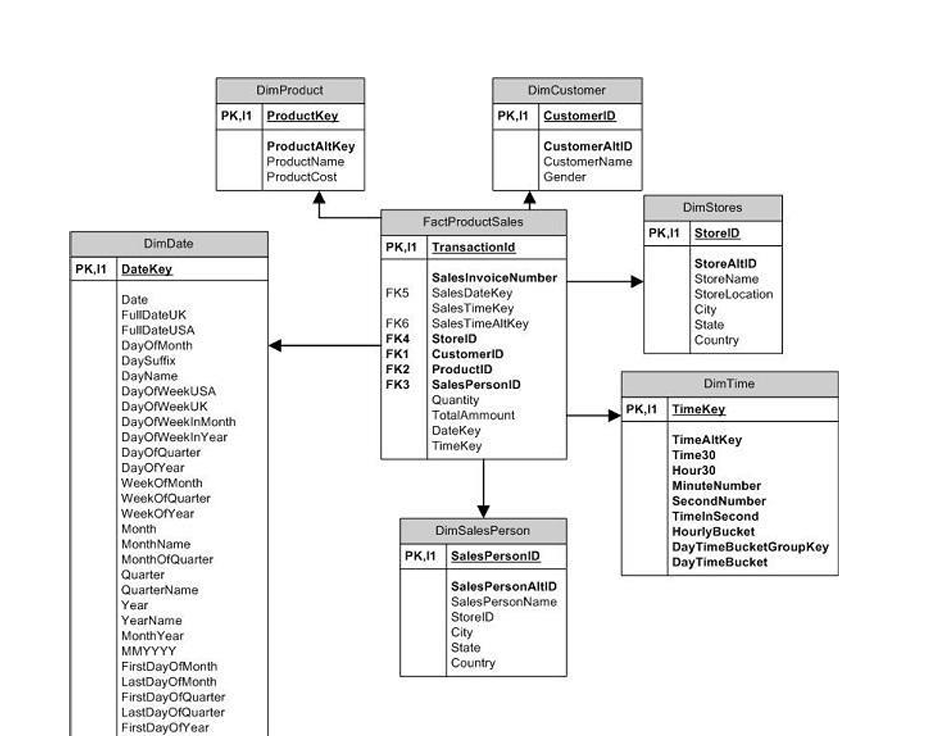 DimProduct
PK,I1 ProductKey
ProductAltKey
ProductName
ProductCost
DimCustomer
PK,I1 CustomerID
CustomerAltID
CustomerName
Gender
FactProductSales
PK,I1 TransactionId
SalesInvoiceNumber
FK5 SalesDateKey
SalesTimeKey
FK6 SalesTimeAltKey
FK4 StoreID
FK1 CustomerID
FK2 ProductID
FK3 SalesPersonID
Quantity
TotalAmmount
DateKey
TimeKey
DimStores
PK,I1 StoreID
StoreAltID
StoreName
StoreLocation
City
State
Country
DimDate
PK,I1 DateKey
Date
FullDateUK
FullDateUSA
DayOfMonth
DaySuffix
DayName
DayOfWeekUSA
DayOfWeekUK
DayOfWeekInMonth
DayOfWeekInYear
DayOfQuarter
DayOfYear
WeekOfMonth
WeekOfQuarter
WeekOfYear
Month
MonthName
MonthOfQuarter
Quarter
QuarterName
Year
YearName
MonthYear
MMYYYY
FirstDayOfMonth
LastDayOfMonth
FirstDayOfQuarter
LastDayOfQuarter
FirstDayOfYear
DimTime
PK,I1 TimeKey
TimeAltKey
Time30
Hour30
MinuteNumber
SecondNumber
TimeInSecond
HourlyBucket
DayTimeBucketGroupKey
DayTimeBucket
DimSalesPerson
PK,I1 SalesPersonID
SalesPersonAltID
SalesPersonName
StoreID
City
State
Country